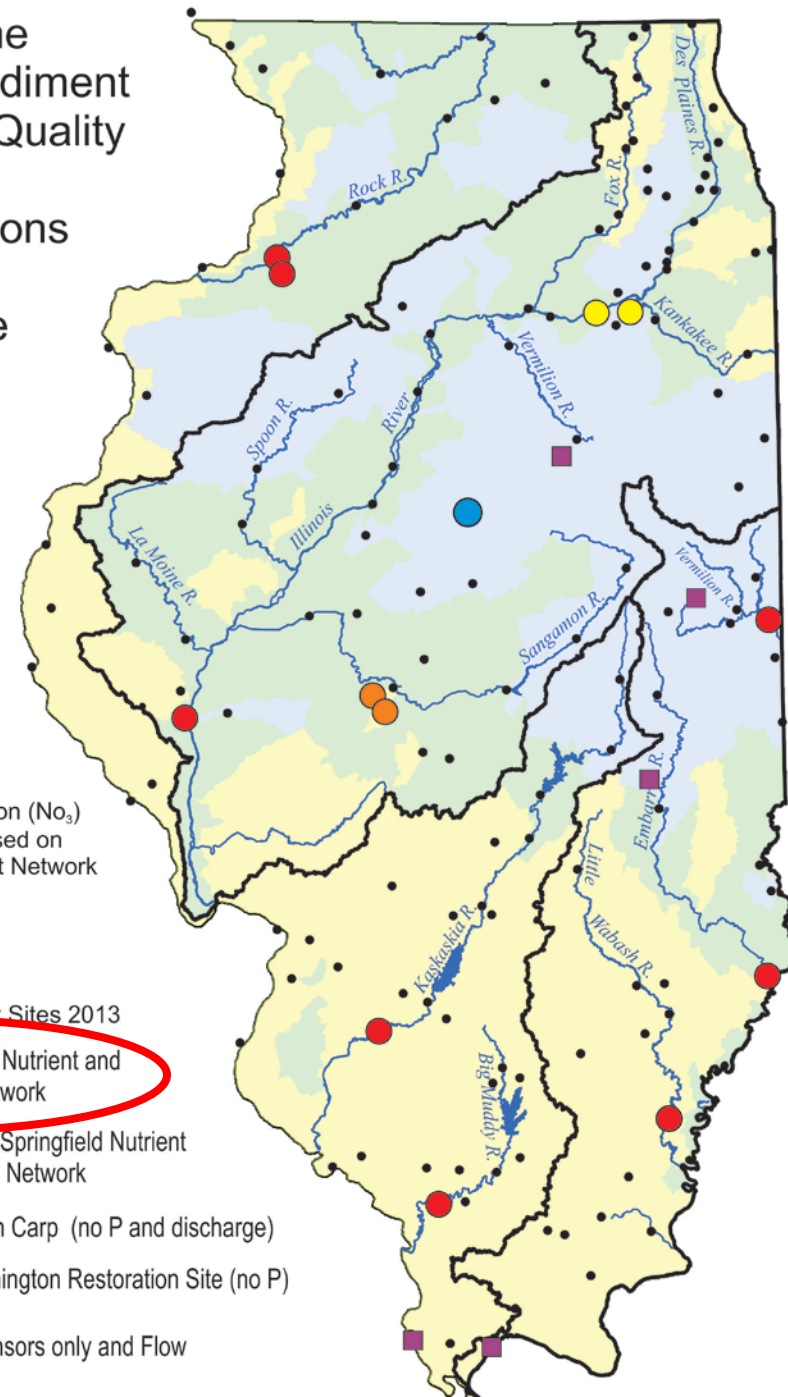 ne
diment
Quality
ons
e
Des Plaines R.
Fox R.
Rock R.
Kankakee R.
Vermilion R.
Spoon R.
River
Illinois
La Moine R.
Vermilion R.
Sangamon R.
Embarras R.
Little
Wabash R.
Kaskaskia R.
Big Muddy R.
on (No₃)
sed on
t Network
Sites 2013
Nutrient and
work
Springfield Nutrient
Network
n Carp (no P and discharge)
nington Restoration Site (no P)
nsors only and Flow